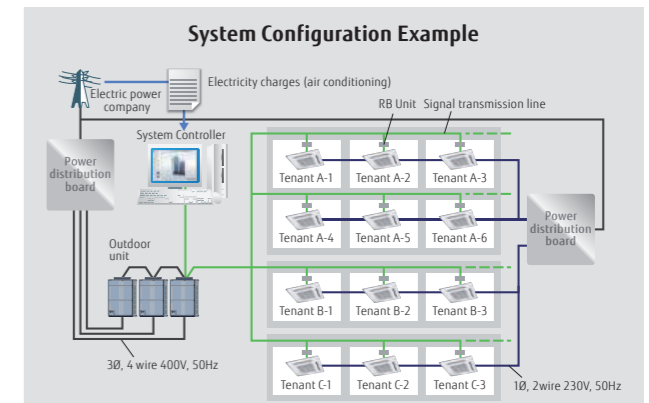 System Configuration Example
Electricity charges (air conditioning)
Electric power
company
RB Unit
Signal transmission line
System Controller
Power
distribution
board
Tenant A-1
Tenant A-2
Tenant A-3
Tenant A-4
Tenant A-5
Tenant A-6
Power
distribution
board
Outdoor
unit
Tenant B-1
Tenant B-2
Tenant B-3
3Ø, 4 wire 400V, 50Hz
Tenant C-1
Tenant C-2
Tenant C-3
1Ø, 2wire 230V, 50Hz